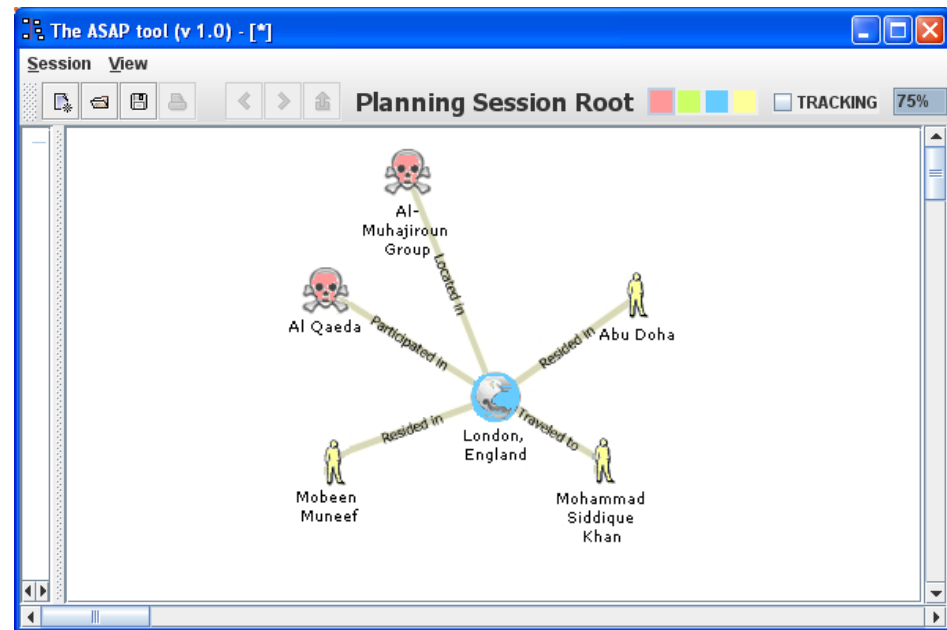 The ASAP tool (v 1.0) - [*]
Session View
Planning Session Root
TRACKING
75%
Al-
Muhajiroun
Group
Located in
Al Qaeda
Participated in
Abu Doha
Resided in
London,
England
Resided in
Traveled to
Mobeen
Muneef
Mohammad
Siddique
Khan